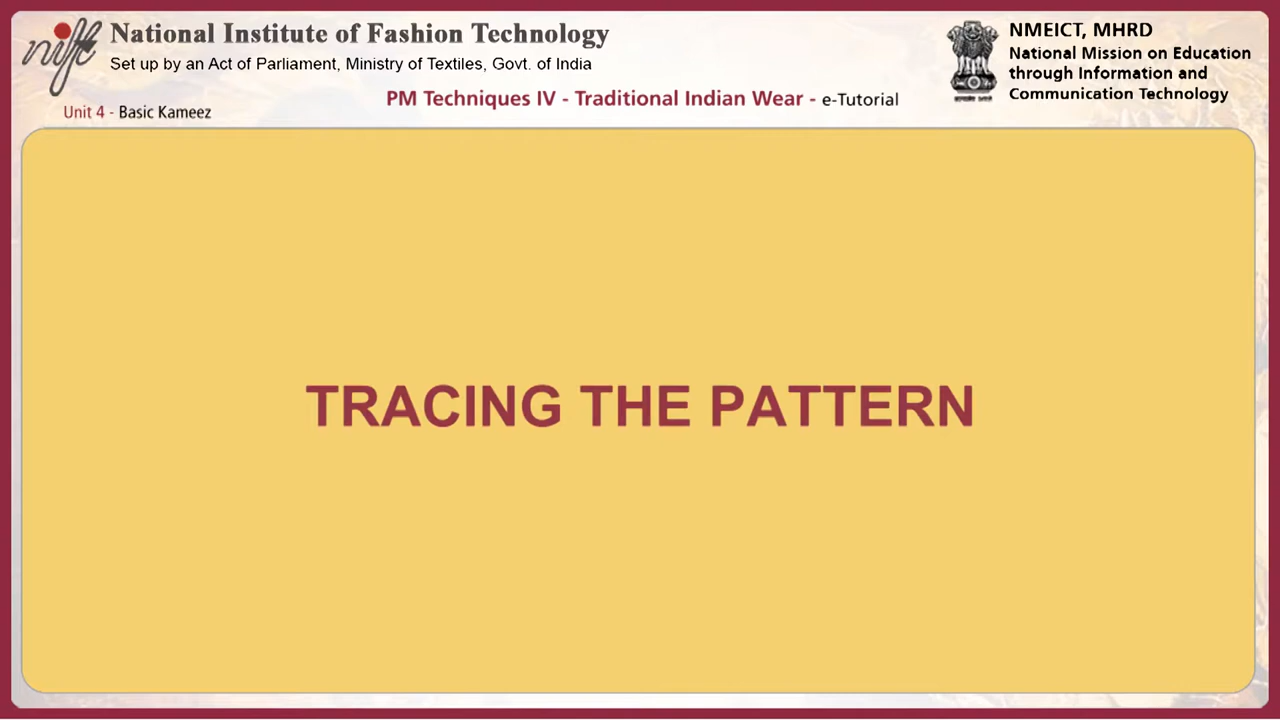 nift
National Institute of Fashion Technology
Set up by an Act of Parliament, Ministry of Textiles, Govt. of India
PM Techniques IV - Traditional Indian Wear - e-Tutorial
Unit 4 - Basic Kameez
NMEICT, MHRD
National Mission on Education
through Information and
Communication Technology
TRACING THE PATTERN